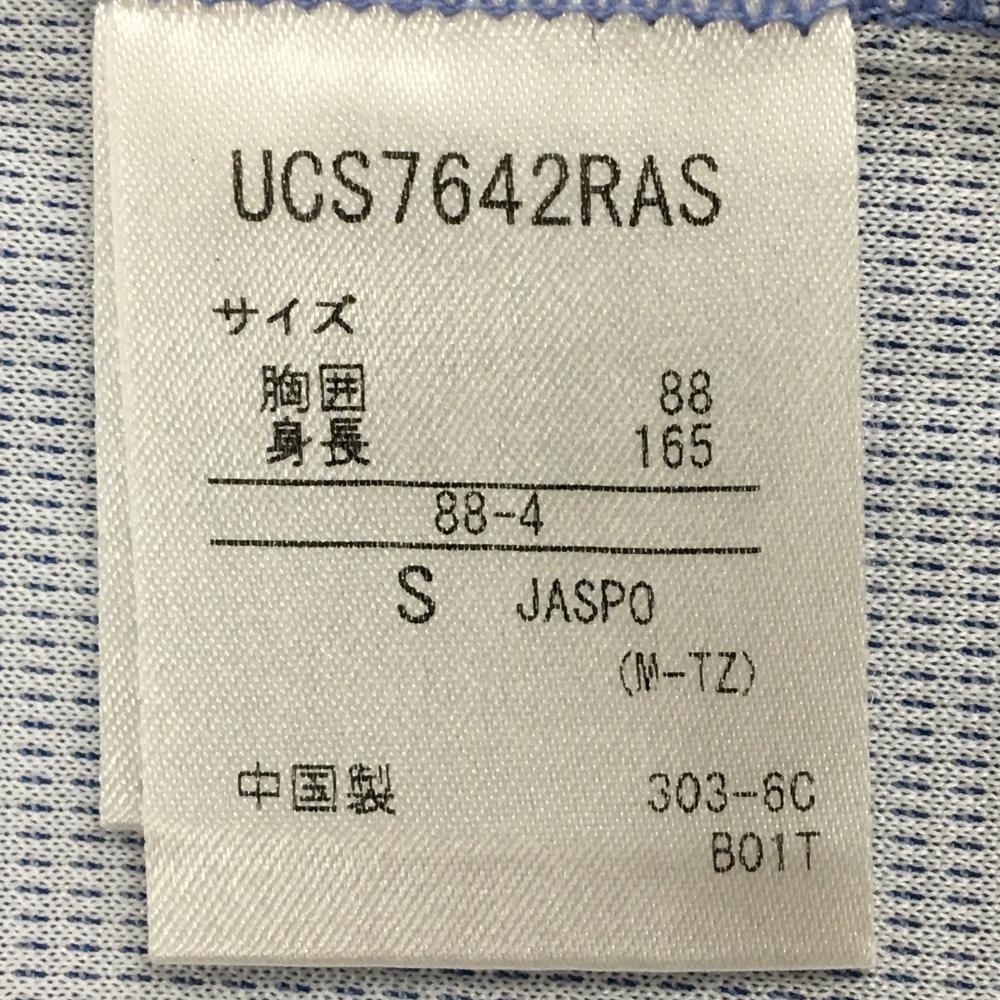 UCS7642RAS
サイズ
胸囲 88
身長 165
88-4
S JASPO
(M-TZ)
中国製 303-6C
B01T